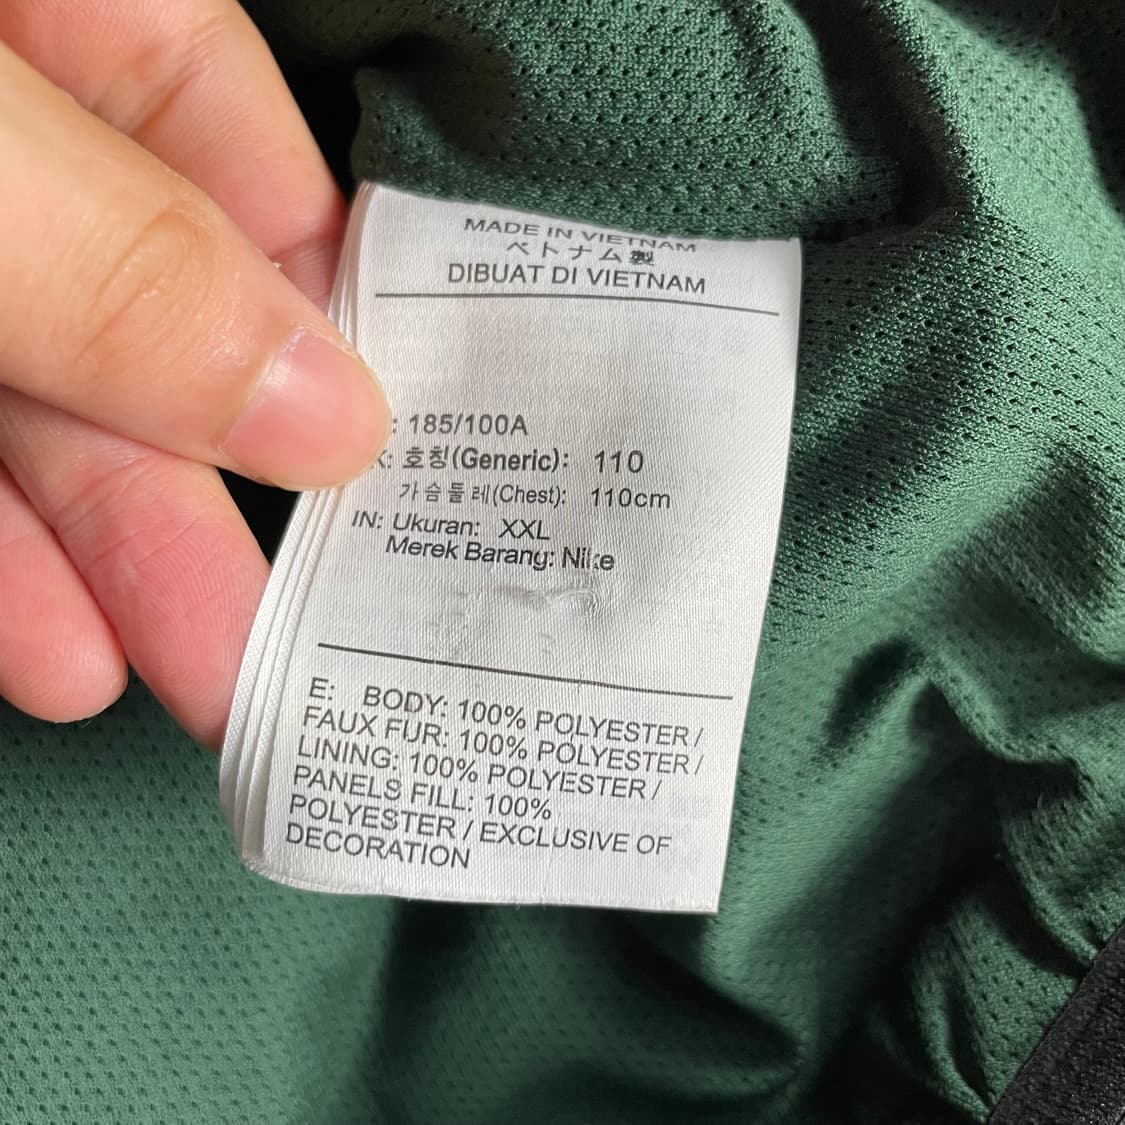 MADE IN VIETNAM
ベトナム製
DIBUAT DI VIETNAM
: 185/100A
K: 호칭(Generic): 110
가슴둘레(Chest): 110cm
IN: Ukuran: XXL
Merek Barang: Nike
E: BODY: 100% POLYESTER /
FAUX FUR: 100% POLYESTER /
LINING: 100% POLYESTER /
PANELS FILL: 100%
POLYESTER / EXCLUSIVE OF
DECORATION